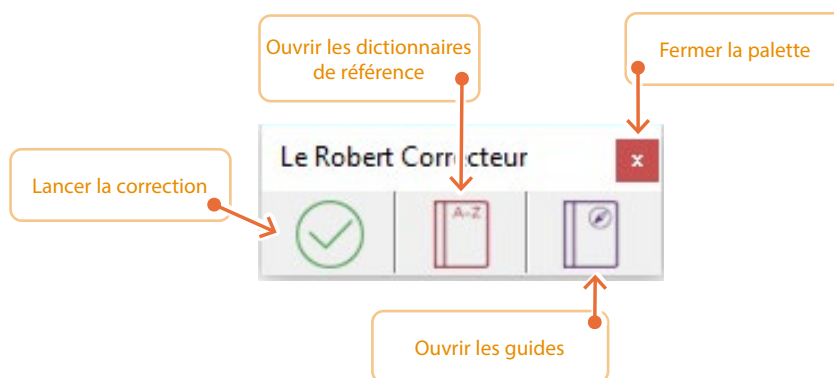 Ouvrir les dictionnaires
de référence
Fermer la palette
Le Robert Correcteur
x
Lancer la correction
A-Z
Ouvrir les guides